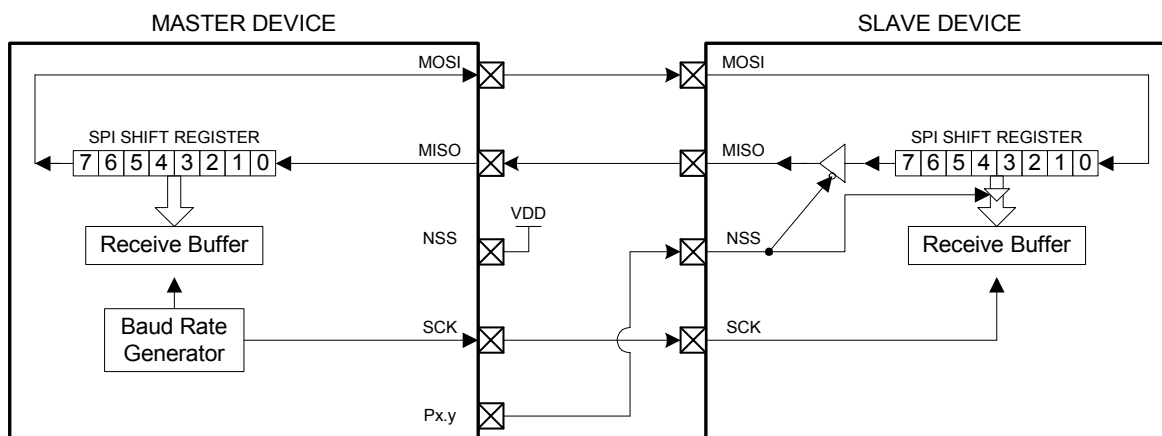 MASTER DEVICE
MOSI
SPI SHIFT REGISTER
7 6 5 4 3 2 1 0
MISO
Receive Buffer
NSS
VDD
Baud Rate
Generator
SCK
Px.y
SLAVE DEVICE
MOSI
MISO
SPI SHIFT REGISTER
7 6 5 4 3 2 1 0
NSS
Receive Buffer
SCK